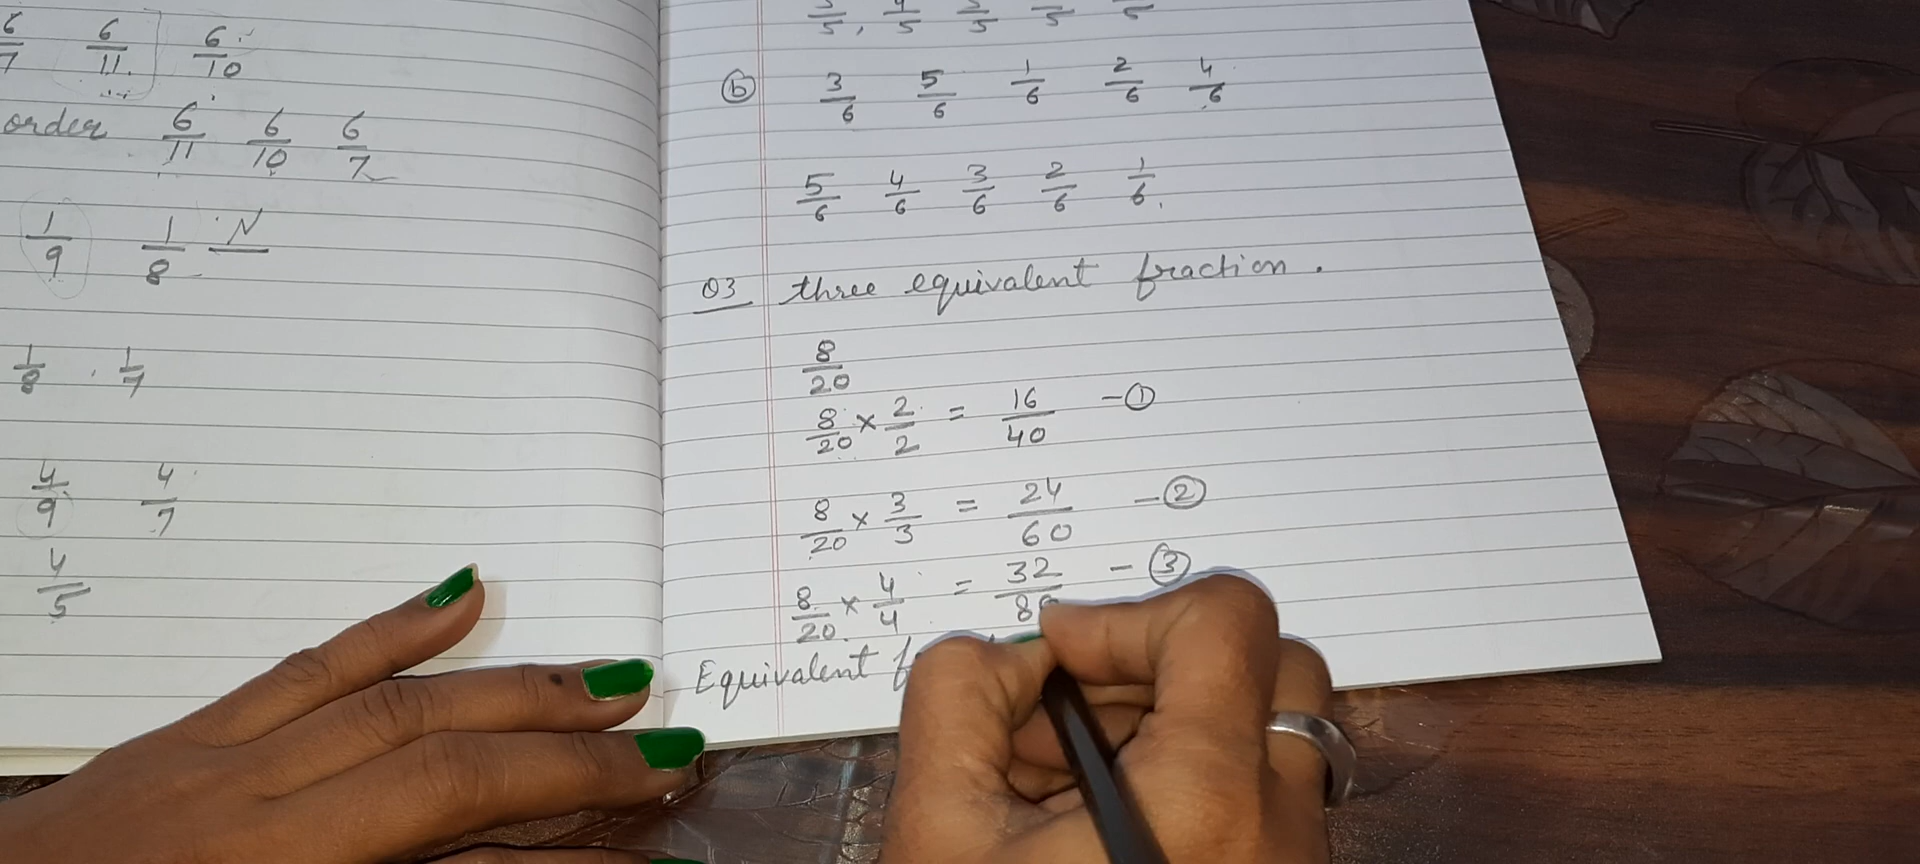 6/7 6/11 6/10
order 6/11 6/10 6/7
1/9 1/8 N
1/8 . 1/7
4/9 4/7
4/5
(b) 3/6 5/6 1/6 2/6 4/6
5/6 4/6 3/6 2/6 1/6.
Q3 three equivalent fraction.
8/20
8/20 × 2/2 = 16/40 - (1)
8/20 × 3/3 = 24/60 - (2)
8/20 × 4/4 = 32/80 - (3)
Equivalent